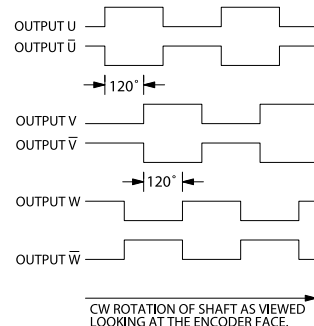 OUTPUT U
OUTPUT U̅
120°
OUTPUT V
OUTPUT V̅
120°
OUTPUT W
OUTPUT W̅
CW ROTATION OF SHAFT AS VIEWED
LOOKING AT THE ENCODER FACE.